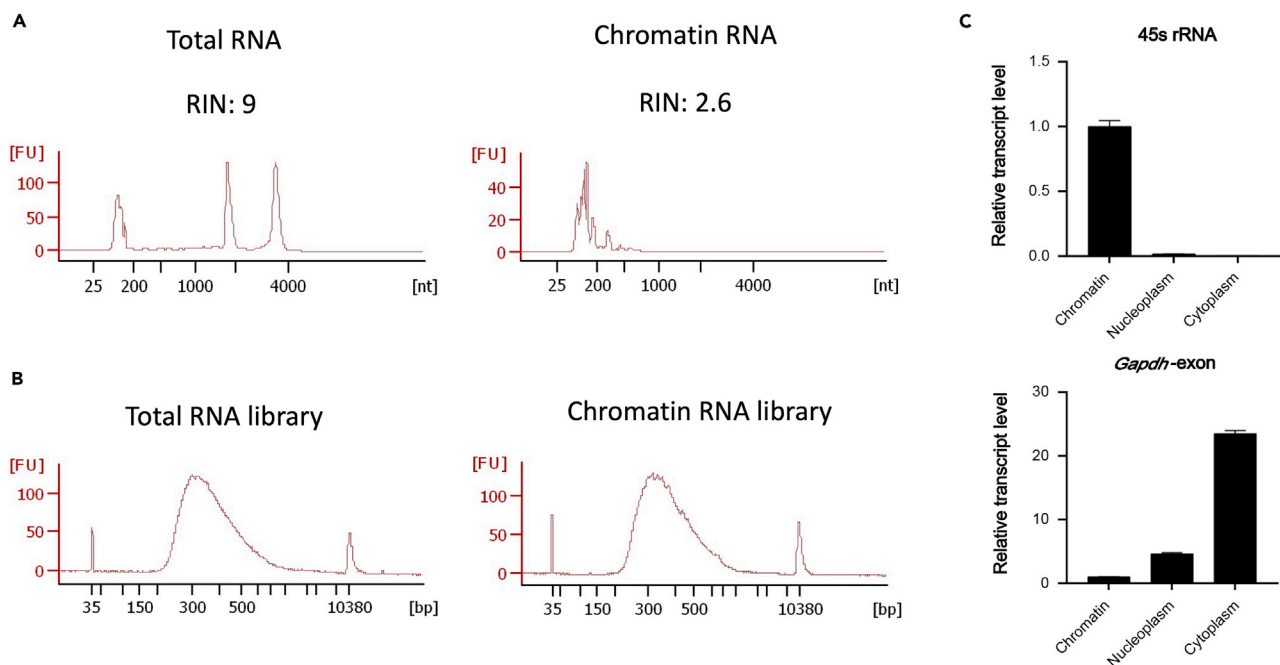 A
Total RNA
RIN: 9
[FU]
100
50
0
25 200 1000 4000 [nt]
Chromatin RNA
RIN: 2.6
[FU]
40
20
0
25 200 1000 4000 [nt]
B
Total RNA library
[FU]
100
50
0
35 150 300 500 10380 [bp]
Chromatin RNA library
[FU]
100
50
0
35 150 300 500 10380 [bp]
C
45s rRNA
Relative transcript level
1.5
1.0
0.5
0.0
Chromatin
Nucleoplasm
Cytoplasm
Gapdh-exon
Relative transcript level
30
20
10
0
Chromatin
Nucleoplasm
Cytoplasm